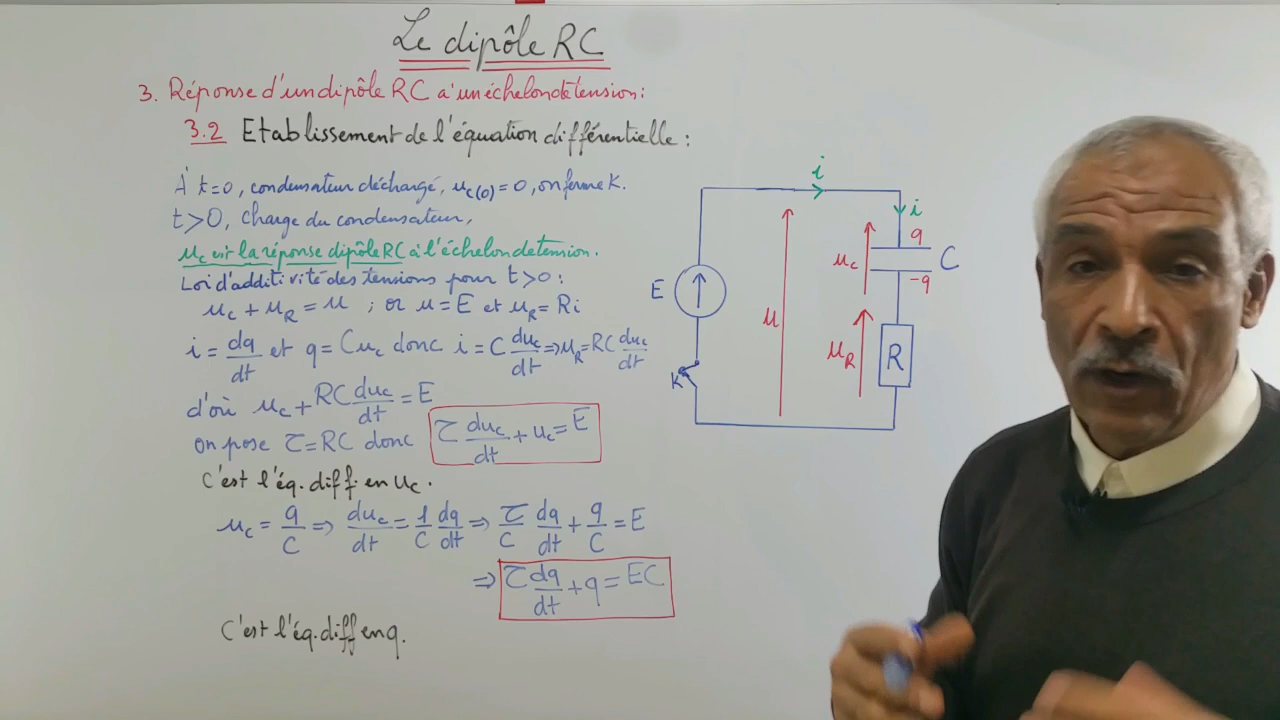 Le dipôle RC
3. Réponse d'un dipôle RC à un échelon de tension :
3.2 Etablissement de l'équation différentielle :
À t=0, condensateur déchargé, uc(0) = 0, on ferme K.
t>0, charge du condensateur,
uc est la réponse dipôle RC à l'échelon de tension.
Loi d'additivité des tensions pour t>0 :
uc + uR = u ; or u = E et uR = Ri
i = dq/dt et q = Cuc donc i = C duc/dt ⇒ uR = RC duc/dt
d'où uc + RC duc/dt = E
on pose τ = RC donc τ duc/dt + uc = E
C'est l'éq. diff. en uc.
uc = q/C ⇒ duc/dt = 1/C dq/dt ⇒ τ/C dq/dt + q/C = E
⇒ τ dq/dt + q = EC
C'est l'éq. diff en q.
i
i
q
uc
C
-q
E
u
uR
R
K